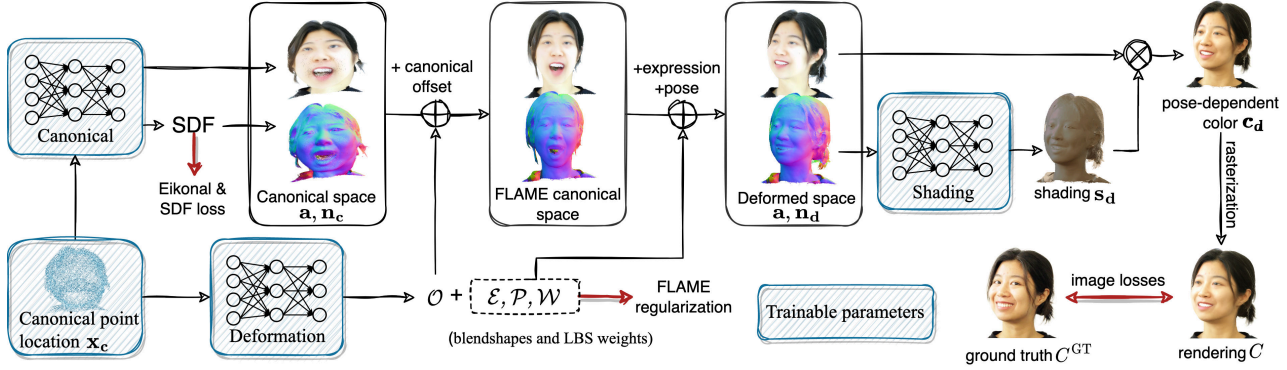 Canonical
SDF
Eikonal &
SDF loss
Canonical space
a, n_c
+ canonical
offset
FLAME canonical
space
+expression
+pose
Deformed space
a, n_d
Shading
shading s_d
pose-dependent
color c_d
rasterization
Canonical point
location x_c
Deformation
O + E, P, W
(blendshapes and LBS weights)
FLAME
regularization
Trainable parameters
ground truth C^GT
image losses
rendering C